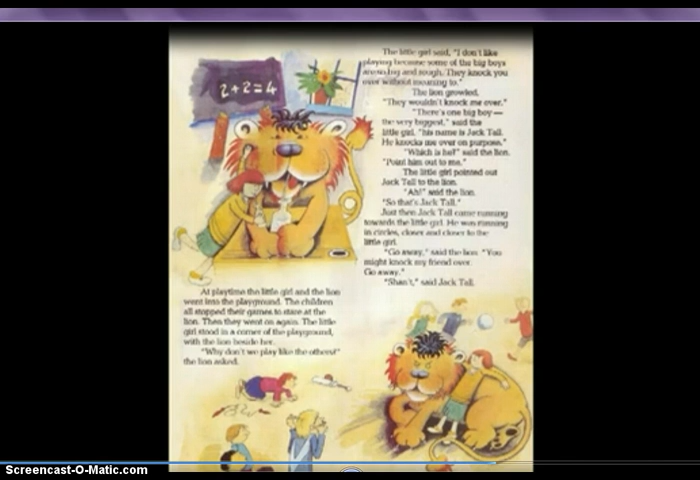 2+2=4
At playtime the little girl and the lion
went into the playground. The children
all stopped their games to stare at the
lion. Then they went on again. The little
girl stood in a corner of the playground,
with the lion beside her.
"Why don't we play like the others?"
the lion asked.
The little girl said, "I don't like
playing because some of the big boys
are so big and rough. They knock you
over without meaning to."
The lion growled.
"They wouldn't knock me over."
"There's one big boy—
the very biggest," said the
little girl, "his name is Jack Tall.
He knocks me over on purpose."
"Which is he?" said the lion.
"Point him out to me."
The little girl pointed out
Jack Tall to the lion.
"Ah!" said the lion.
"So that's Jack Tall."
Just then Jack Tall came running
towards the little girl. He was running
in circles, closer and closer to the
little girl.
"Go away," said the lion. "You
might knock my friend over.
Go away."
"Shan't," said Jack Tall.
Screencast-O-Matic.com